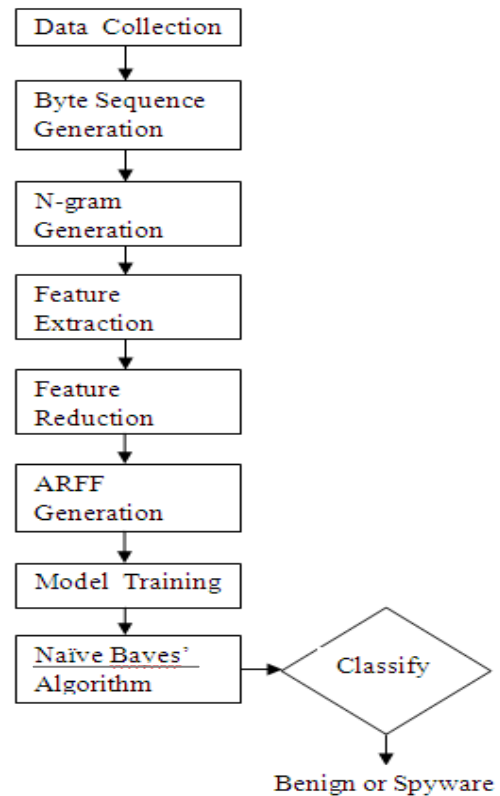 Data Collection
Byte Sequence
Generation
N-gram
Generation
Feature
Extraction
Feature
Reduction
ARFF
Generation
Model Training
Naïve Bayes'
Algorithm
Classify
Benign or Spyware